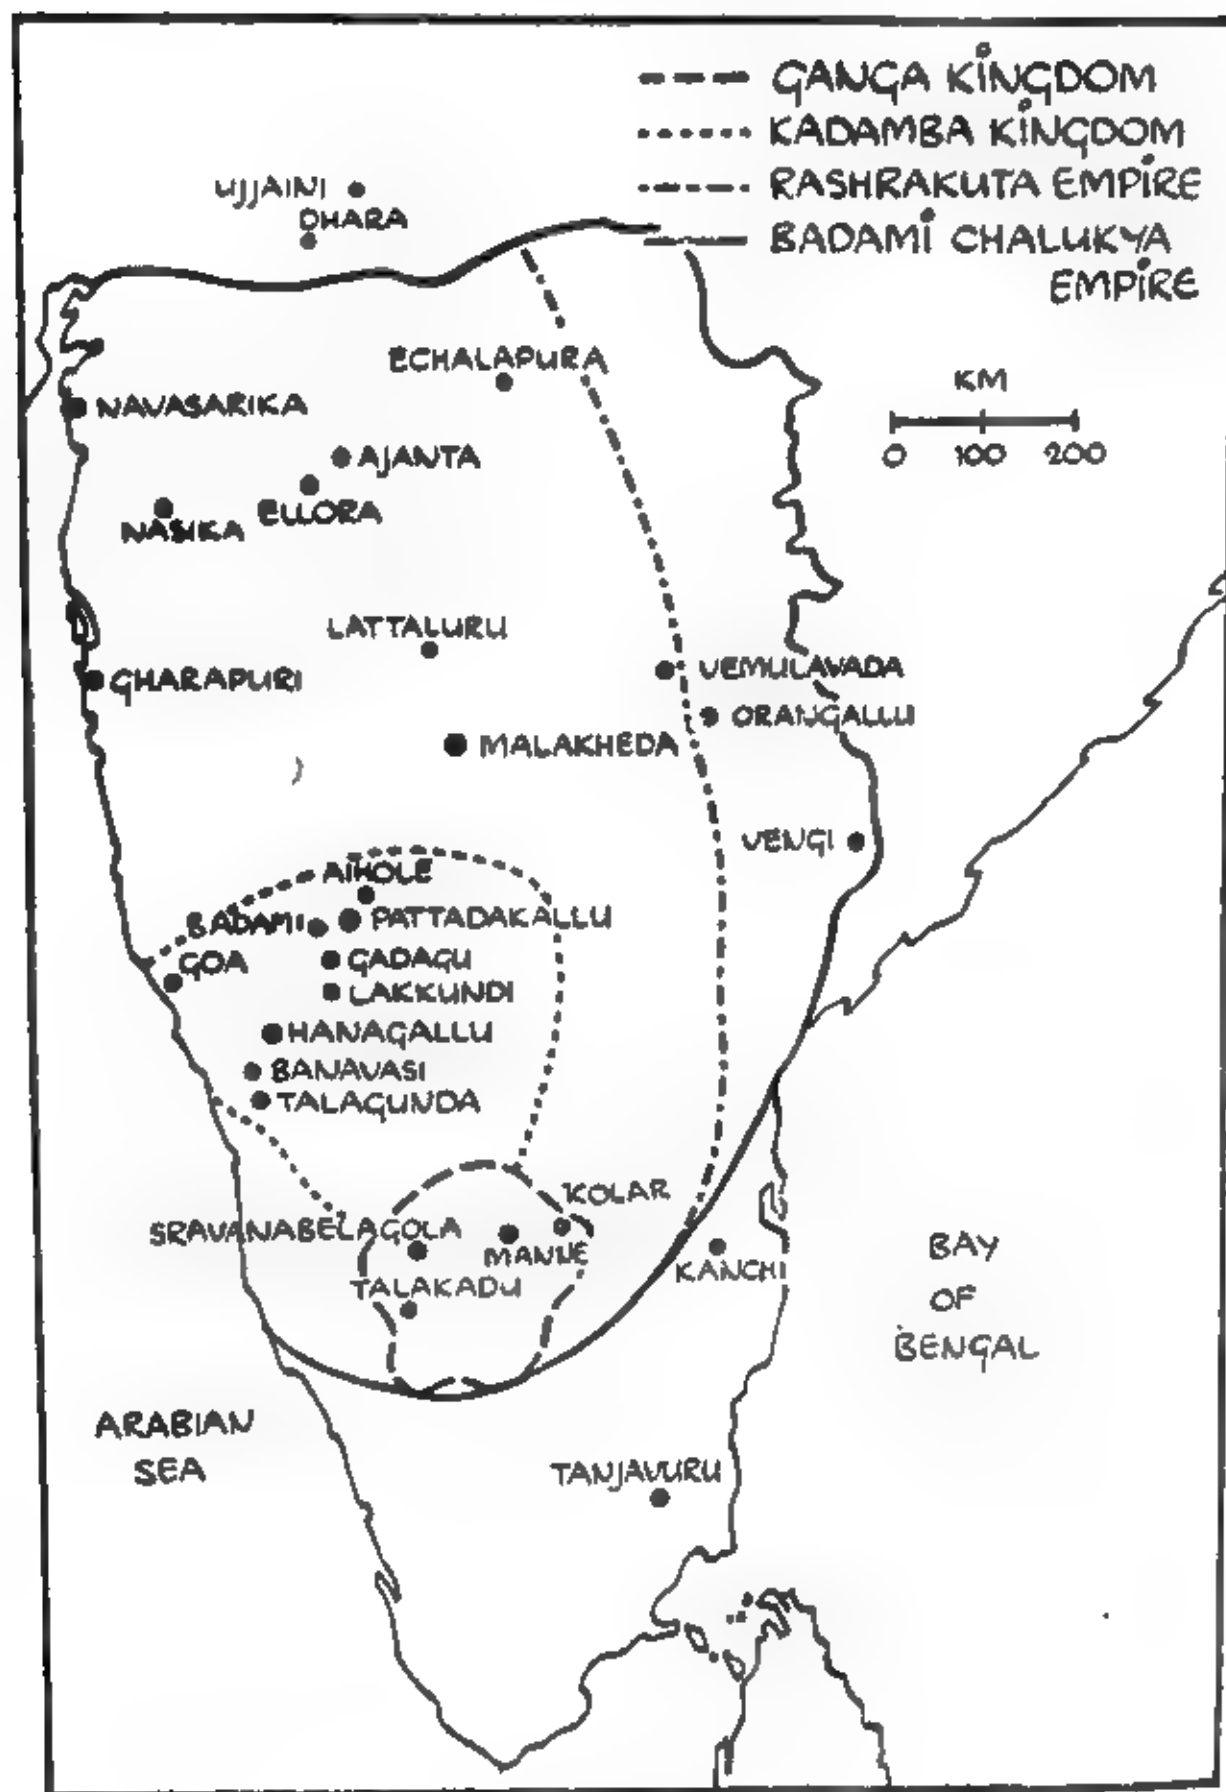 GANGA KINGDOM
KADAMBA KINGDOM
RASHRAKUTA EMPIRE
BADAMI CHALUKYA
EMPIRE
UJJAINI
DHARA
ECHALAPURA
KM
0 100 200
NAVASARIKA
AJANTA
ELLORA
NASIKA
LATTALURU
GHARAPURI
VEMULAVADA
ORANGALLU
MALAKHEDA
VENGI
AIHOLE
BADAMI
PATTADAKALLU
GOA
GADAGU
LAKKUNDI
HANAGALLU
BANAVASI
TALAGUNDA
KOLAR
SRAVANABELAGOLA
MANNE
KANCHI
TALAKADU
BAY
OF
BENGAL
ARABIAN
SEA
TANJAVURU